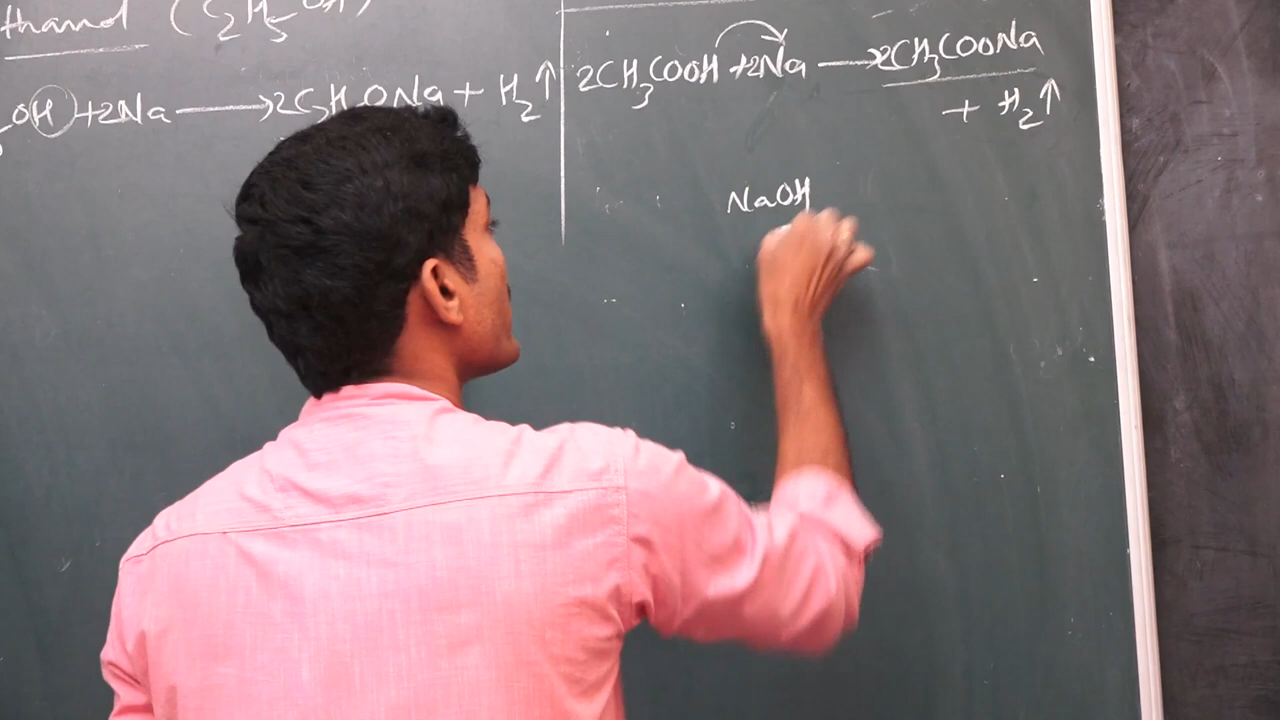 thanol (C2H5OH)
OH + 2Na → 2C2H5ONa + H2↑
2CH3COOH + 2Na → 2CH3COONa
+ H2↑
NaOH